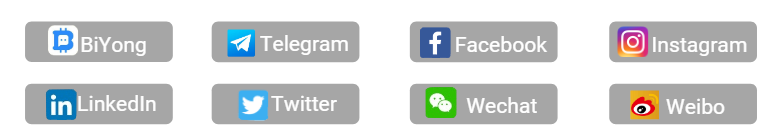 BiYong
Telegram
Facebook
Instagram
LinkedIn
Twitter
Wechat
Weibo